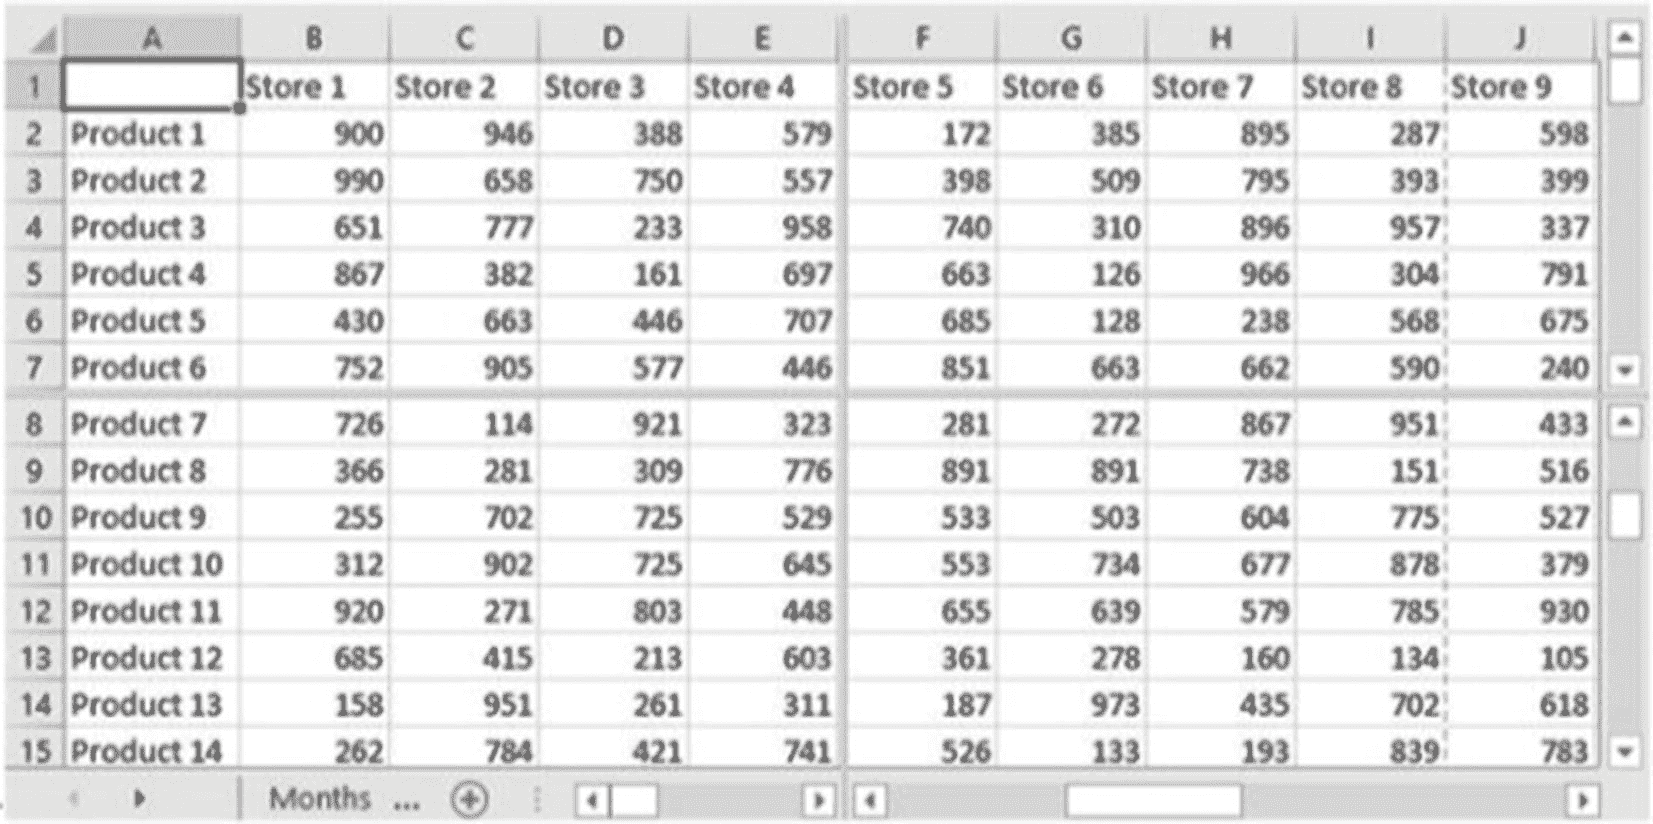 A B C D E F G H I J
1 Store 1 Store 2 Store 3 Store 4 Store 5 Store 6 Store 7 Store 8 Store 9
2 Product 1 900 946 388 579 172 385 895 287 598
3 Product 2 990 658 750 557 398 509 795 393 399
4 Product 3 651 777 233 958 740 310 896 957 337
5 Product 4 867 382 161 697 663 126 966 304 791
6 Product 5 430 663 446 707 685 128 238 568 675
7 Product 6 752 905 577 446 851 663 662 590 240
8 Product 7 726 114 921 323 281 272 867 951 433
9 Product 8 366 281 309 776 891 891 738 151 516
10 Product 9 255 702 725 529 533 503 604 775 527
11 Product 10 312 902 725 645 553 734 677 878 379
12 Product 11 920 271 803 448 655 639 579 785 930
13 Product 12 685 415 213 603 361 278 160 134 105
14 Product 13 158 951 261 311 187 973 435 702 618
15 Product 14 262 784 421 741 526 133 193 839 783
Months ...